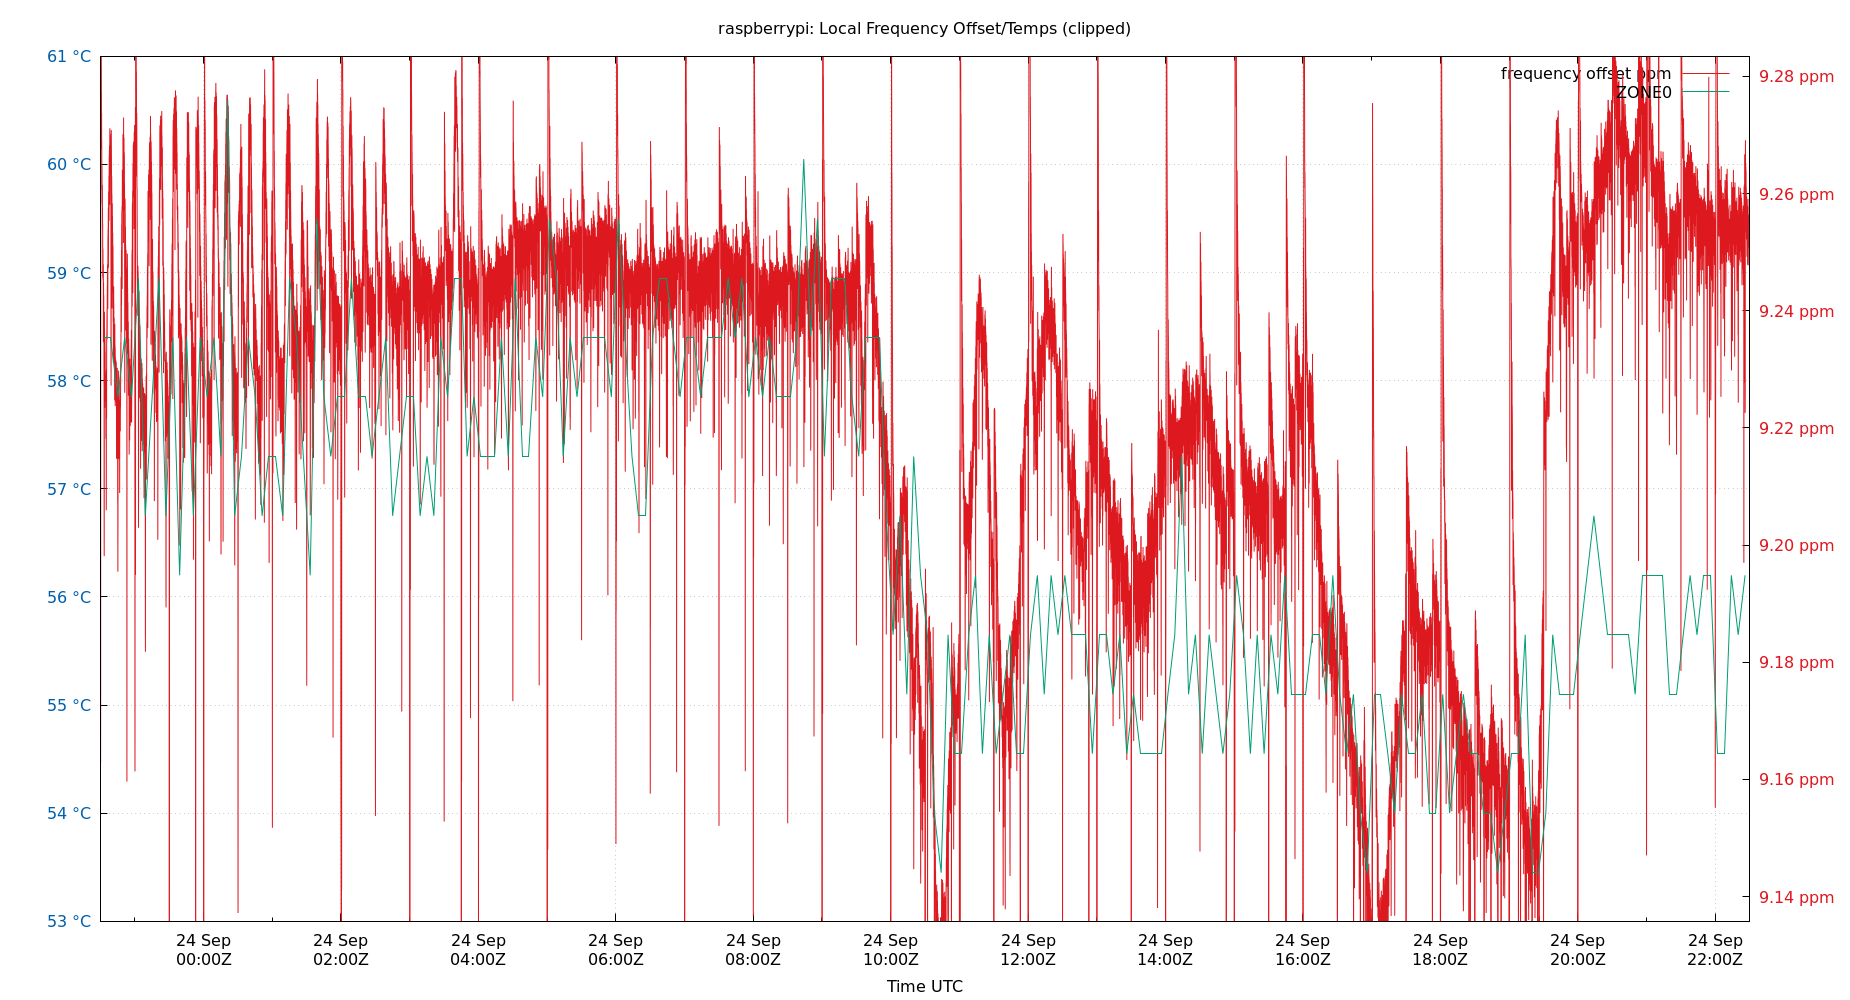 raspberrypi: Local Frequency Offset/Temps (clipped)
61 °C
60 °C
59 °C
58 °C
57 °C
56 °C
55 °C
54 °C
53 °C
frequency offset ppm
ZONE0
9.28 ppm
9.26 ppm
9.24 ppm
9.22 ppm
9.20 ppm
9.18 ppm
9.16 ppm
9.14 ppm
24 Sep
00:00Z
24 Sep
02:00Z
24 Sep
04:00Z
24 Sep
06:00Z
24 Sep
08:00Z
24 Sep
10:00Z
24 Sep
12:00Z
24 Sep
14:00Z
24 Sep
16:00Z
24 Sep
18:00Z
24 Sep
20:00Z
24 Sep
22:00Z
Time UTC